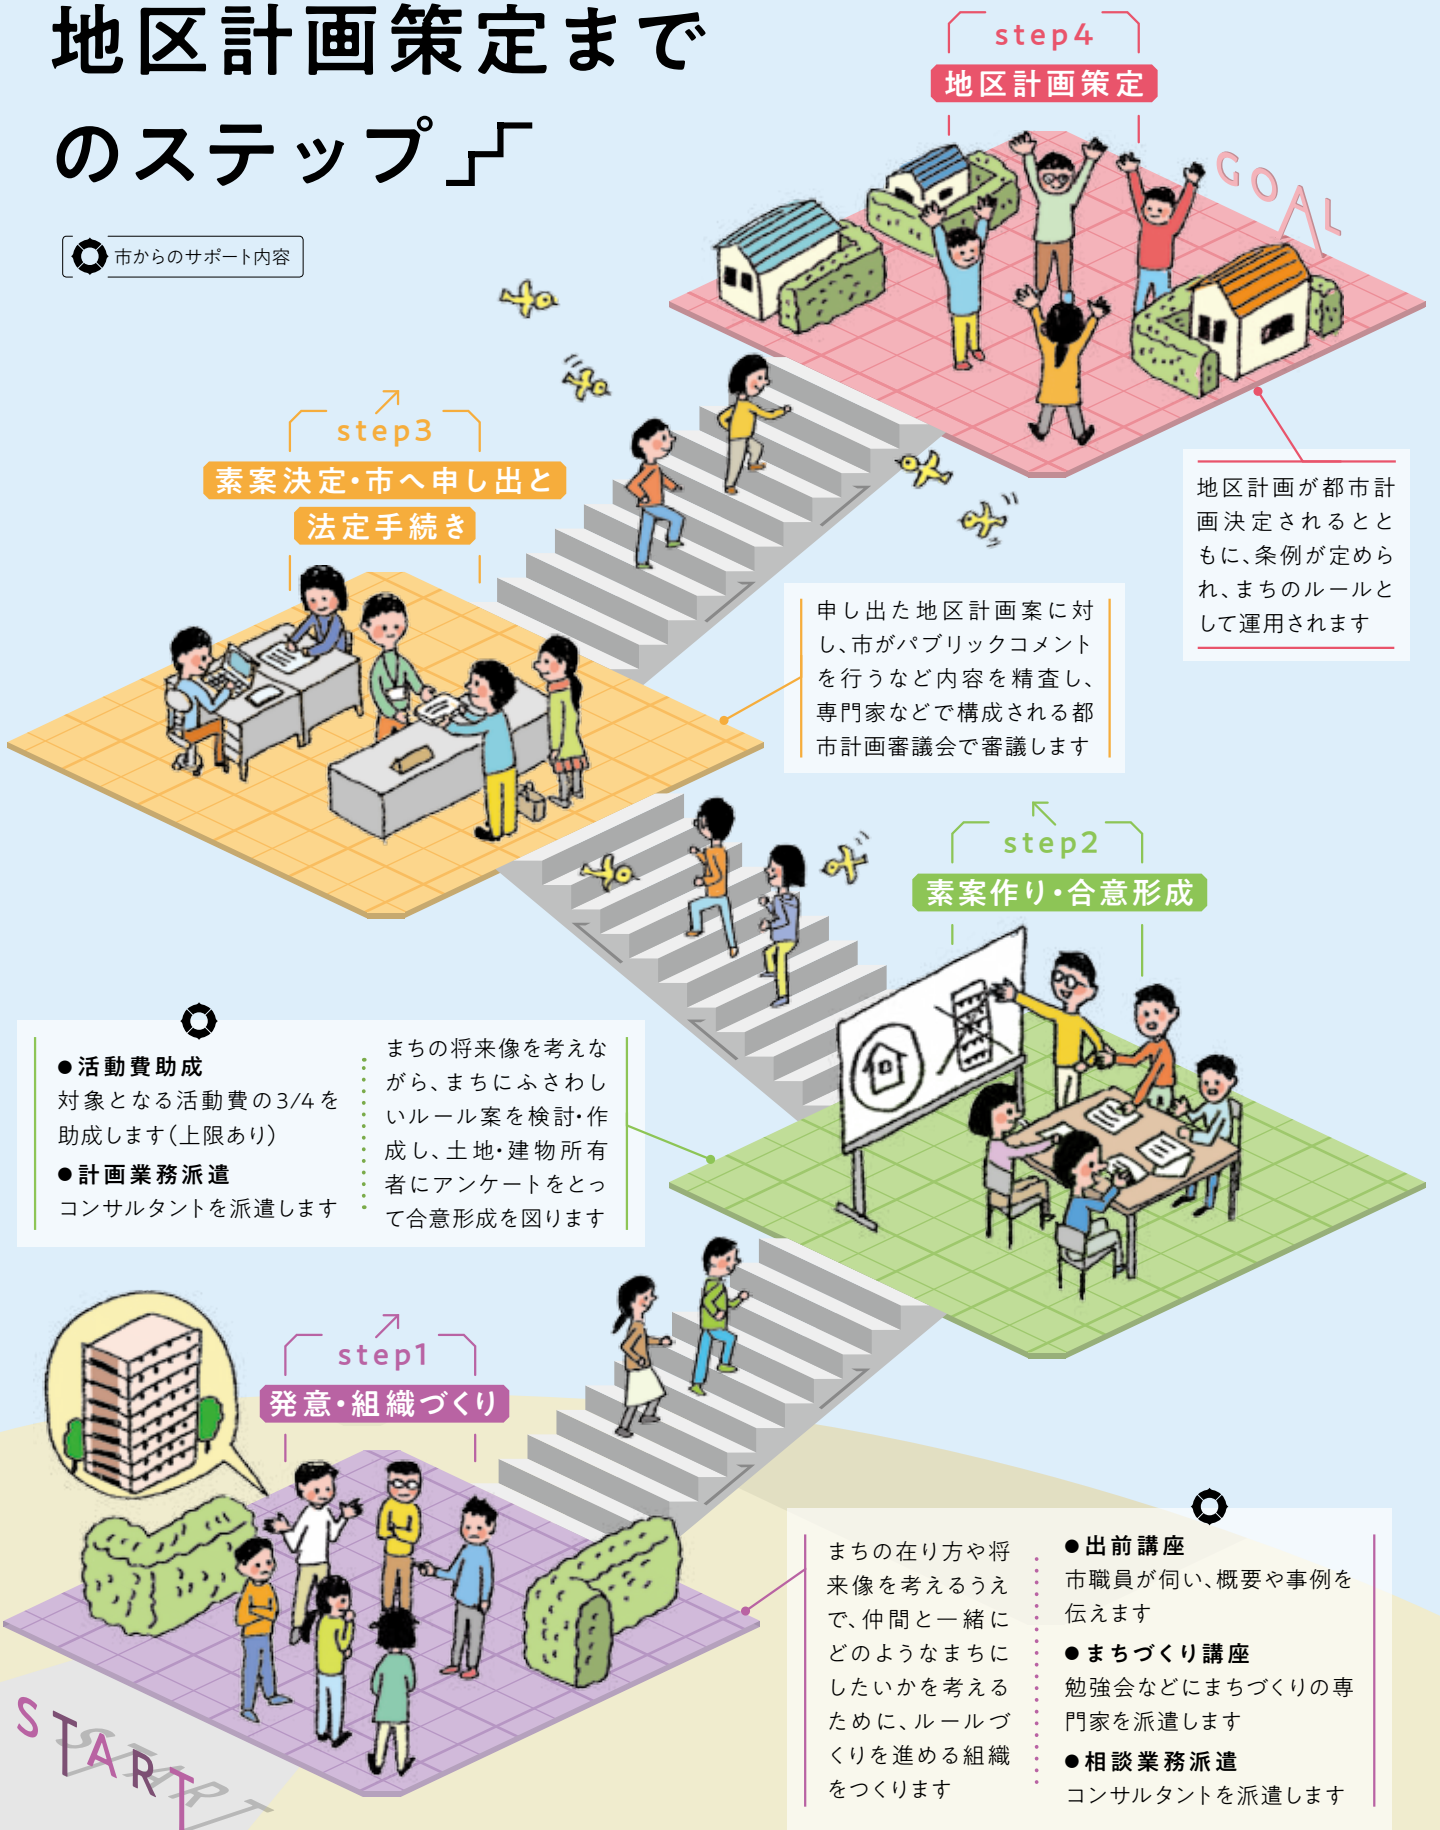 地区計画策定まで
のステップ
市からのサポート内容
step4
地区計画策定
GOAL
地区計画が都市計
画決定されるとと
もに、条例が定めら
れ、まちのルールと
して運用されます
step3
素案決定・市へ申し出と
法定手続き
申し出た地区計画案に対
し、市がパブリックコメント
を行うなど内容を精査し、
専門家などで構成される都
市計画審議会で審議します
step2
素案作り・合意形成
●活動費助成
対象となる活動費の3/4を
助成します(上限あり)
●計画業務派遣
コンサルタントを派遣します
まちの将来像を考えな
がら、まちにふさわし
いルール案を検討・作
成し、土地・建物所有
者にアンケートをとっ
て合意形成を図ります
step1
発意・組織づくり
START
まちの在り方や将
来像を考えるうえ
で、仲間と一緒に
どのようなまちに
したいかを考える
ために、ルールづ
くりを進める組織
をつくります
●出前講座
市職員が伺い、概要や事例を
伝えます
●まちづくり講座
勉強会などにまちづくりの専
門家を派遣します
●相談業務派遣
コンサルタントを派遣します